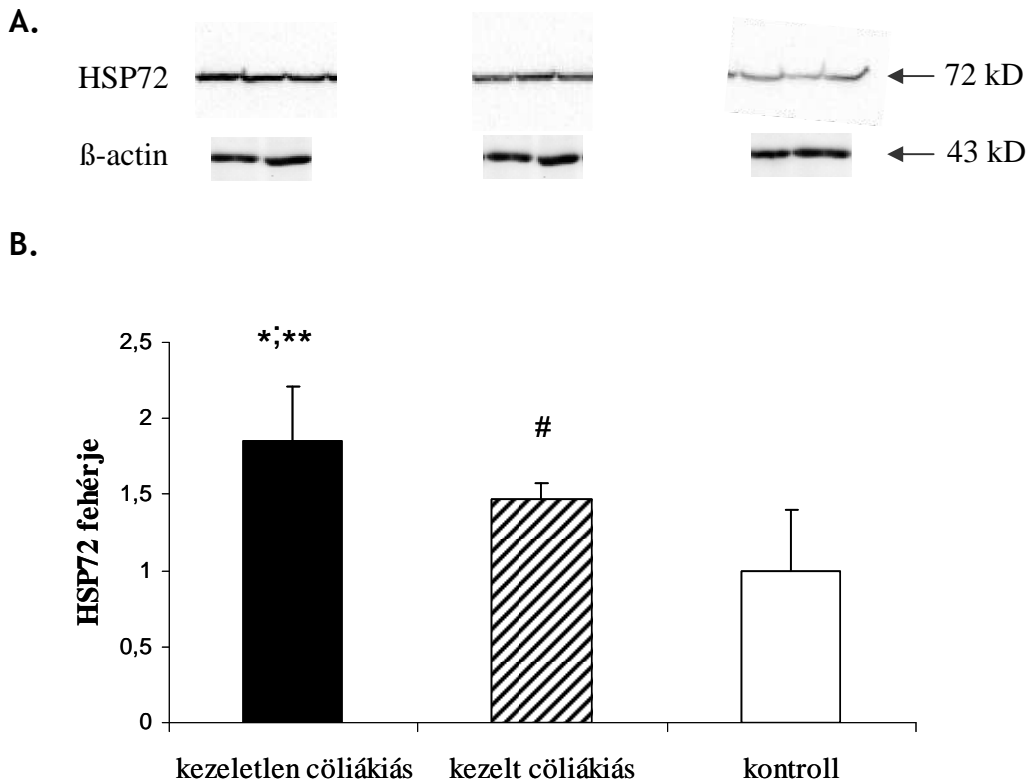 A.
HSP72 ← 72 kD
ß-actin ← 43 kD
B.
*;**
#
HSP72 fehérje
2,5
2
1,5
1
0,5
0
kezeletlen cöliákiás kezelt cöliákiás kontroll